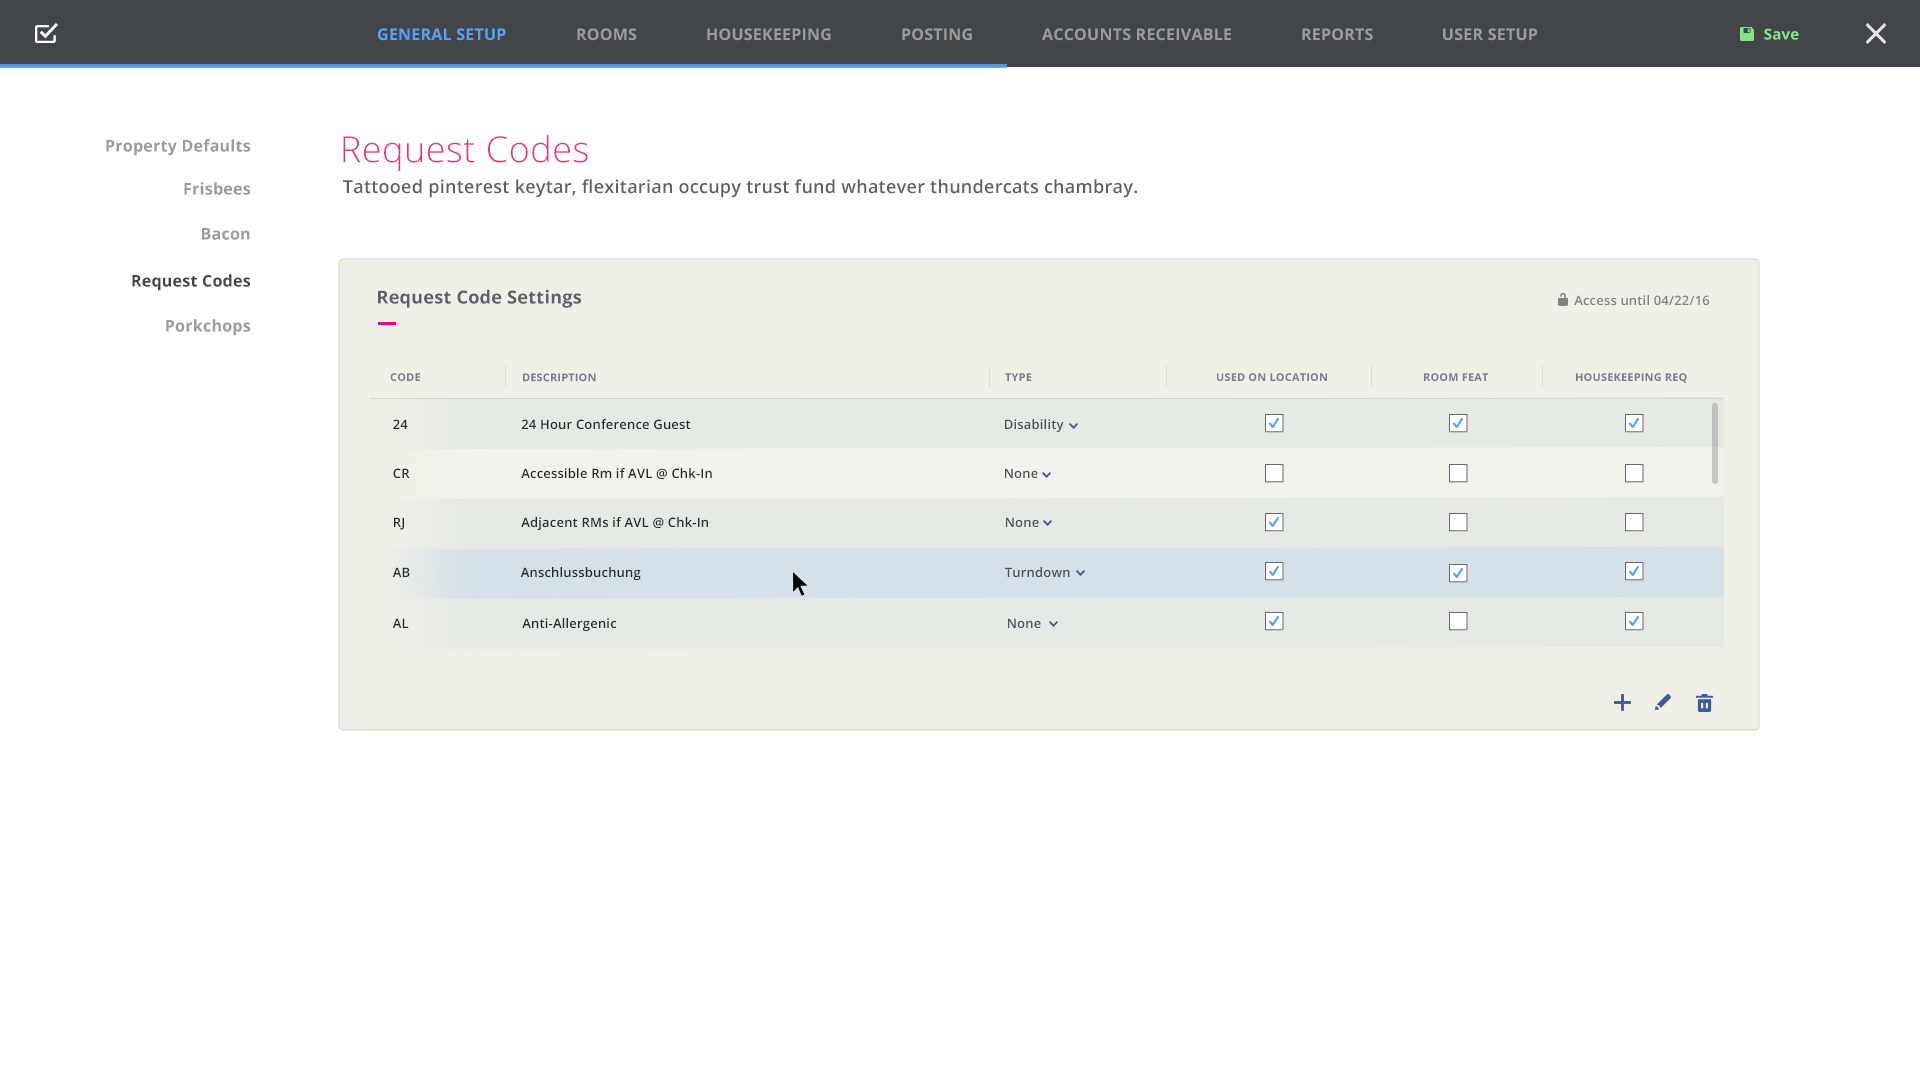 GENERAL SETUP ROOMS HOUSEKEEPING POSTING ACCOUNTS RECEIVABLE REPORTS USER SETUP Save
Property Defaults
Frisbees
Bacon
Request Codes
Porkchops
Request Codes
Tattooed pinterest keytar, flexitarian occupy trust fund whatever thundercats chambray.
Request Code Settings
Access until 04/22/16
CODE DESCRIPTION TYPE USED ON LOCATION ROOM FEAT HOUSEKEEPING REQ
24 24 Hour Conference Guest Disability
CR Accessible Rm if AVL @ Chk-In None
RJ Adjacent RMs if AVL @ Chk-In None
AB Anschlussbuchung Turndown
AL Anti-Allergenic None